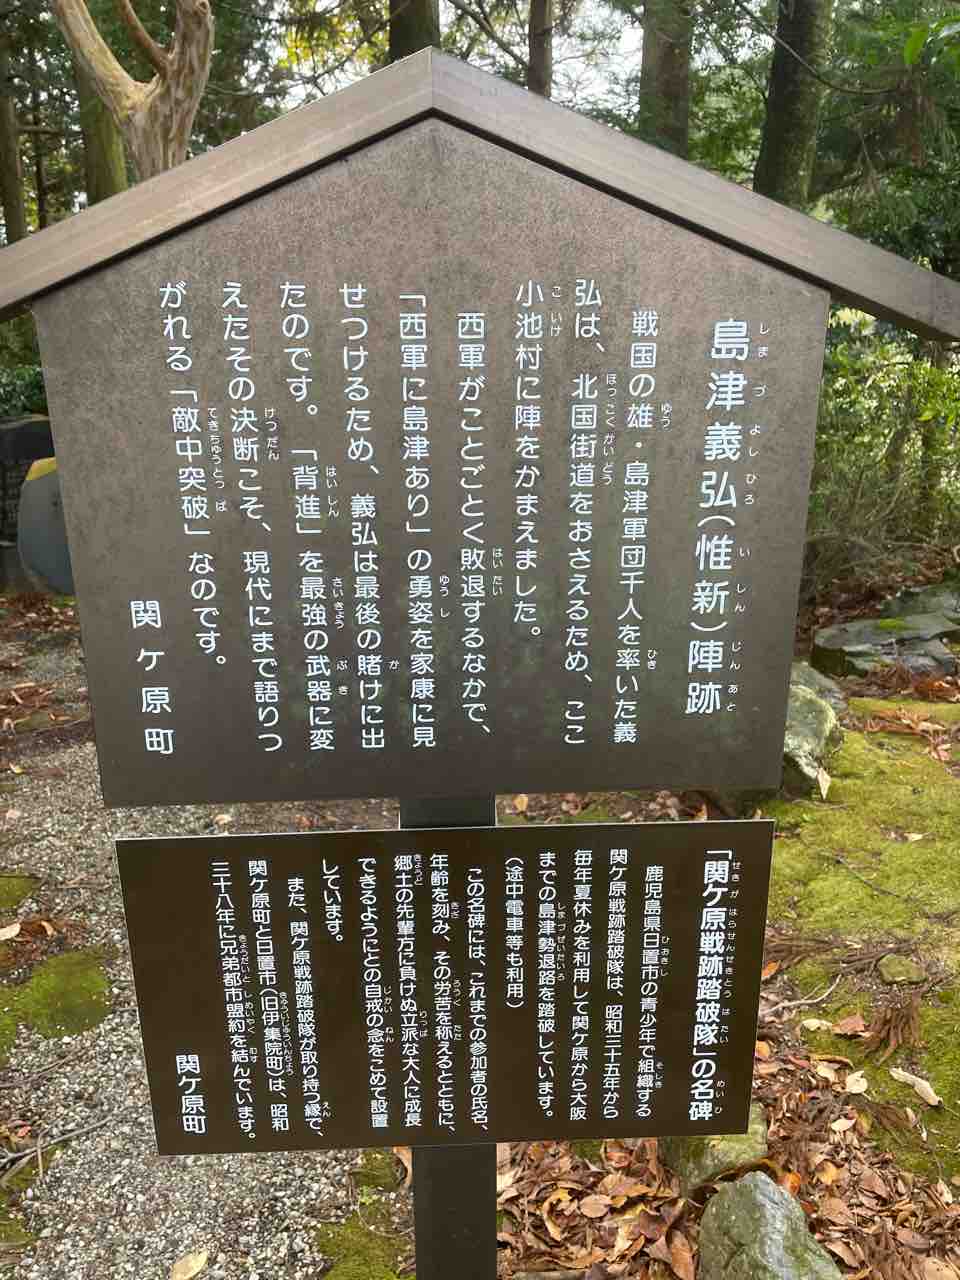 島津義弘(惟新)陣跡
戦国の雄・島津軍団千人を率いた義
弘は、北国街道をおさえるため、ここ
小池村に陣をかまえました。
西軍がことごとく敗退するなかで、
「西軍に島津あり」の勇姿を家康に見
せつけるため、義弘は最後の賭けに出
たのです。「背進」を最強の武器に変
えたその決断こそ、現代にまで語りつ
がれる「敵中突破」なのです。
関ケ原町
「関ケ原戦跡踏破隊」の名碑
鹿児島県日置市の青少年で組織する
関ケ原戦跡踏破隊は、昭和三十五年から
毎年夏休みを利用して関ケ原から大阪
までの島津勢退路を踏破しています。
(途中電車等も利用)
この名碑には、これまでの参加者の氏名、
年齢を刻み、その労苦を称えるとともに、
郷土の先輩方に負けぬ立派な大人に成長
できるようにとの自戒の念をこめて設置
しています。
また、関ケ原戦跡踏破隊が取り持つ縁で、
関ケ原町と日置市(旧伊集院町)は、昭和
三十八年に兄弟都市盟約を結んでいます。
関ケ原町